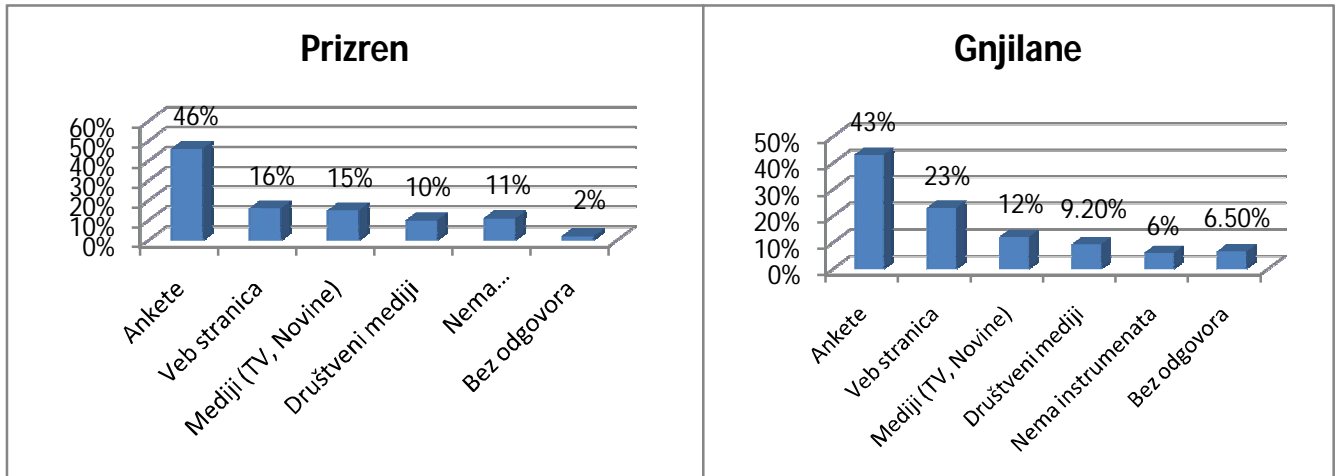 Prizren
60%
50%
40%
30%
20%
10%
0%
46%
16%
15%
10%
11%
2%
Ankete
Veb stranica
Mediji (TV, Novine)
Društveni mediji
Nema...
Bez odgovora
Gnjilane
50%
40%
30%
20%
10%
0%
43%
23%
12%
9.20%
6%
6.50%
Ankete
Veb stranica
Mediji (TV, Novine)
Društveni mediji
Nema instrumenata
Bez odgovora